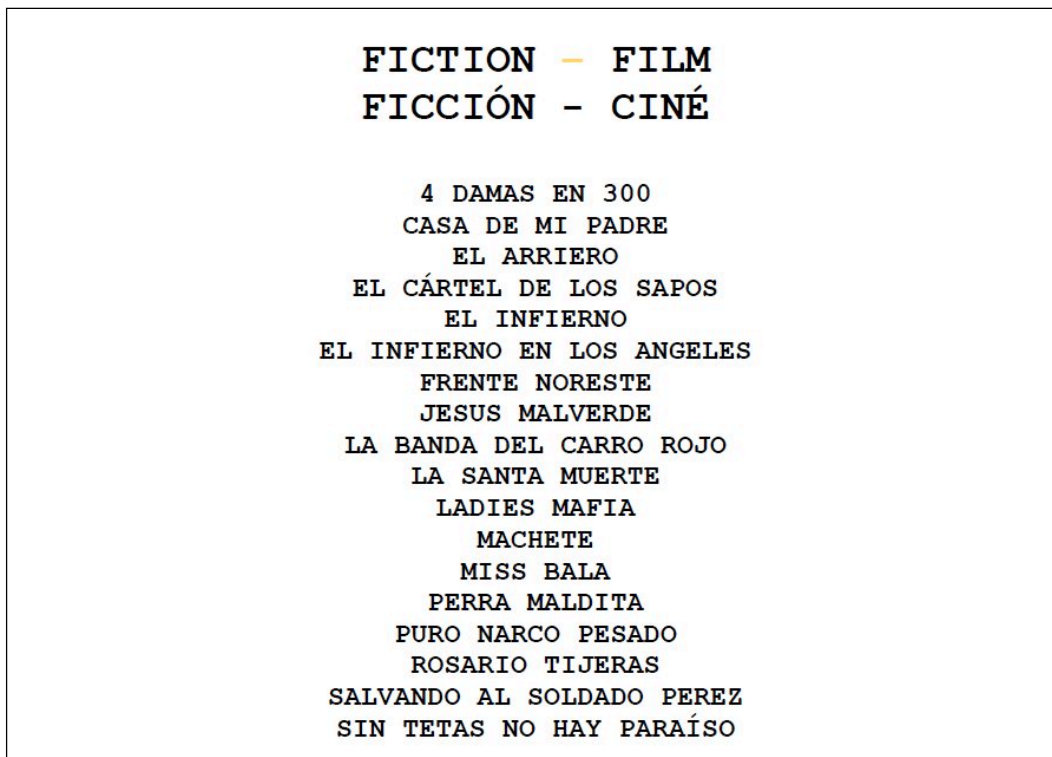 FICTION – FILM
FICCIÓN - CINÉ
4 DAMAS EN 300
CASA DE MI PADRE
EL ARRIERO
EL CÁRTEL DE LOS SAPOS
EL INFIERNO
EL INFIERNO EN LOS ANGELES
FRENTE NORESTE
JESUS MALVERDE
LA BANDA DEL CARRO ROJO
LA SANTA MUERTE
LADIES MAFIA
MACHETE
MISS BALA
PERRA MALDITA
PURO NARCO PESADO
ROSARIO TIJERAS
SALVANDO AL SOLDADO PEREZ
SIN TETAS NO HAY PARAÍSO